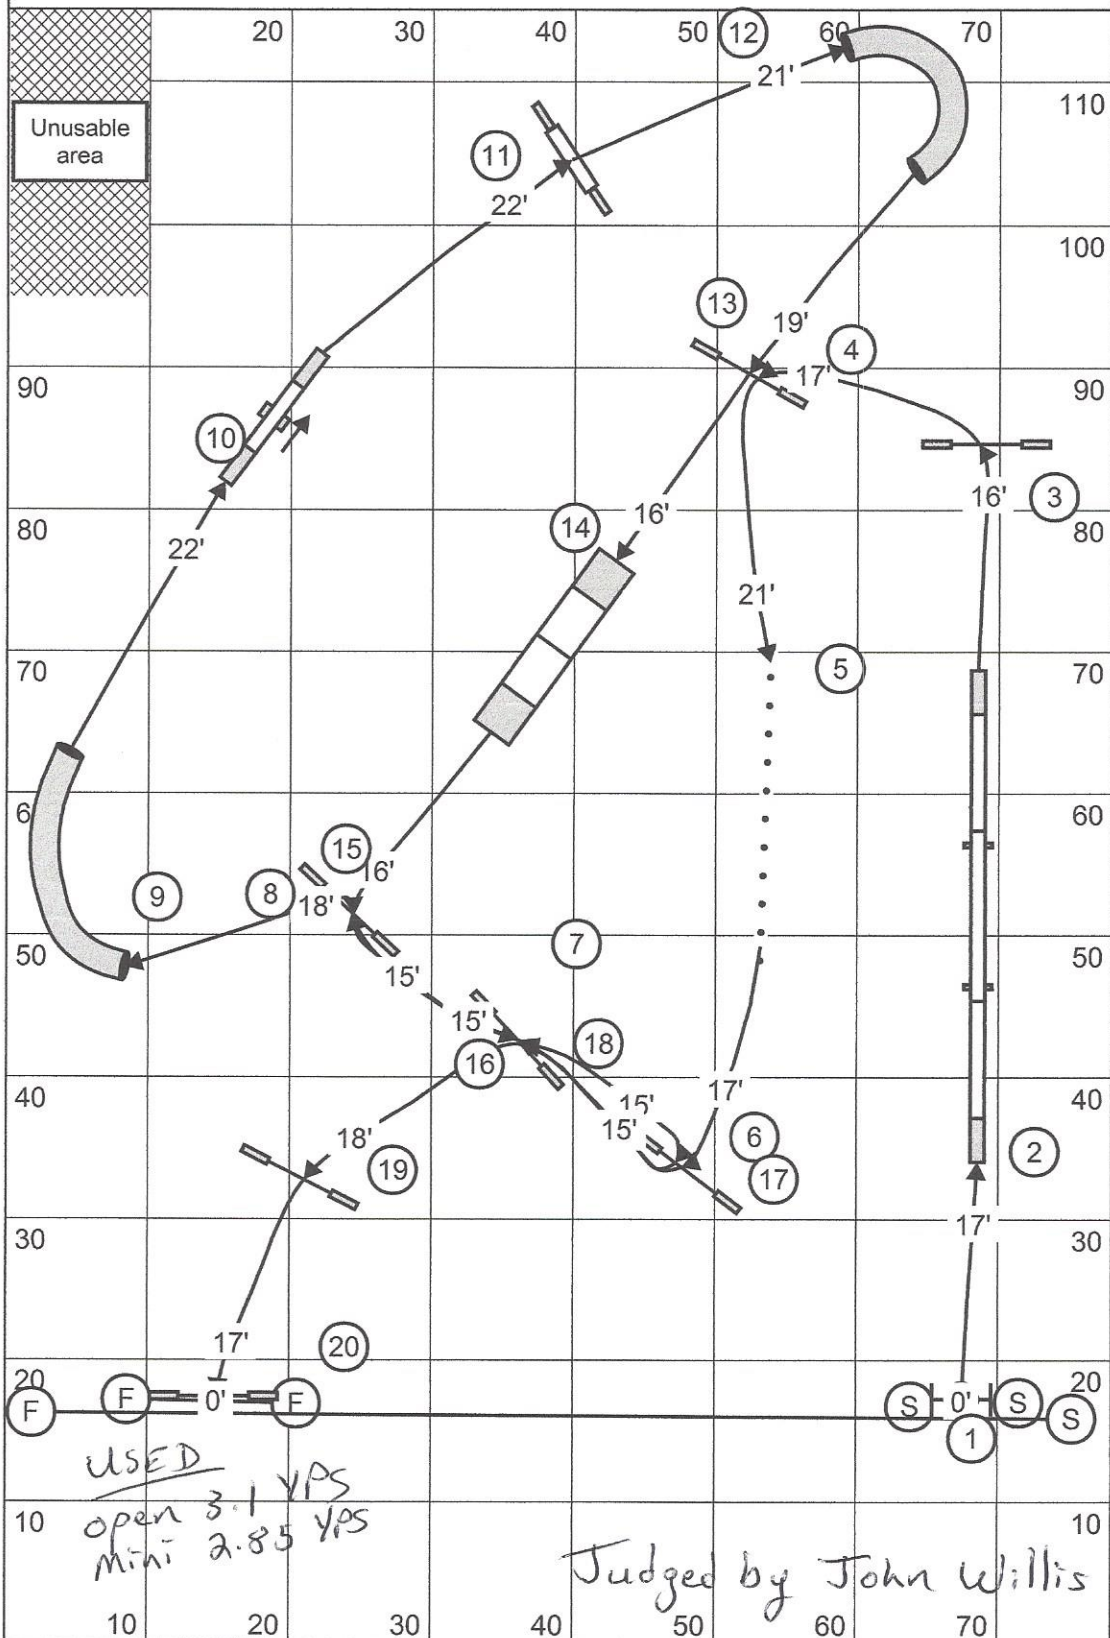 20 30 40 50 12 70
21'
110
Unusable
area
11
22'
100
13
19'
4
90 17' 90
10
16' 3
14 16'
80 80
22'
21'
70 5 70
6 60 60
15
16'
9 8 18'
50 7 50 50
15'
15' 18
16
40 17' 40
15'
15'
18' 6
19 17 2
30 17' 30
17' 20
20 20
F F 0' F S 0' S S
1
USED
open 3.1 YPS
10 10
mini 2.85 YPS
Judged by John Willis
10 20 30 40 50 60 70